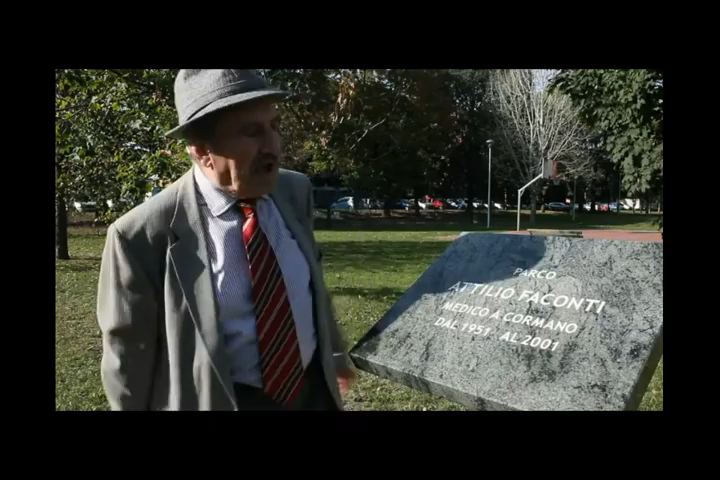 PARCO
ATTILIO FACONTI
MEDICO A CORMANO
DAL 1951 AL 2001